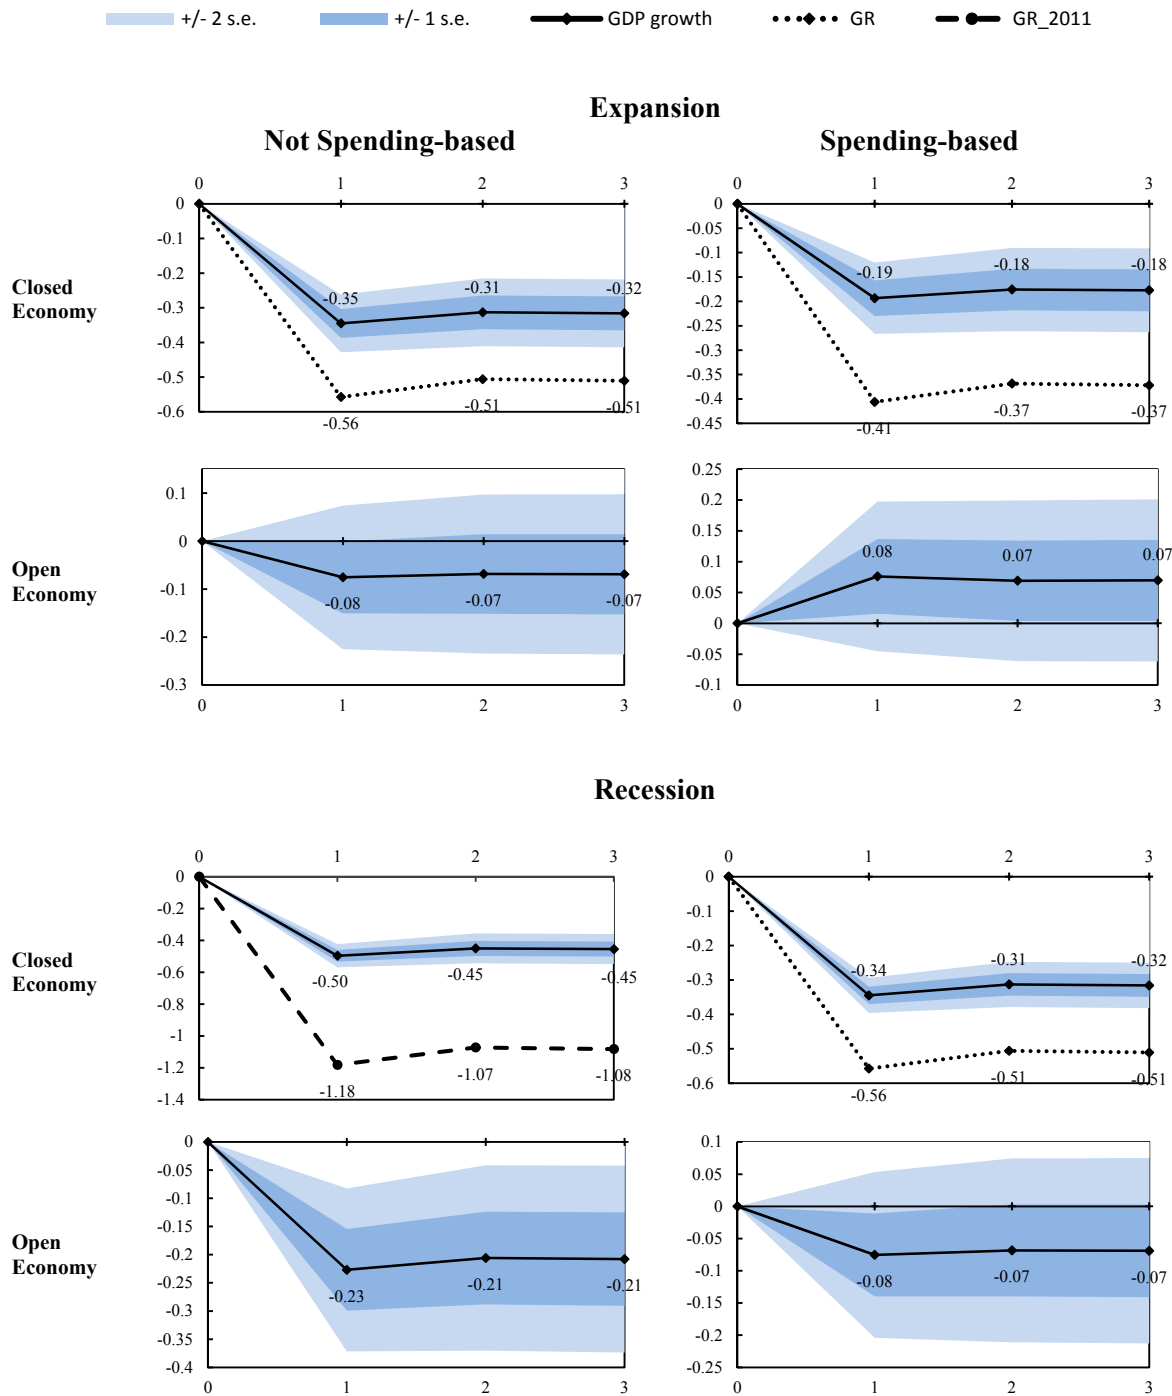 +/- 2 s.e. +/- 1 s.e. GDP growth GR GR_2011
Expansion
Not Spending-based Spending-based
Closed Economy
0 1 2 3
0
-0.1
-0.2
-0.3
-0.4
-0.5
-0.6
-0.35 -0.31 -0.32
-0.56 -0.51 -0.51
0 1 2 3
0
-0.05
-0.1
-0.15
-0.2
-0.25
-0.3
-0.35
-0.4
-0.45
-0.19 -0.18 -0.18
-0.41 -0.37 -0.37
Open Economy
0.1
0
-0.1
-0.2
-0.3
-0.08 -0.07 -0.07
0 1 2 3
0.25
0.2
0.15
0.1
0.05
0
-0.05
-0.1
0.08 0.07 0.07
0 1 2 3
Recession
Closed Economy
0 1 2 3
0
-0.2
-0.4
-0.6
-0.8
-1
-1.2
-1.4
-0.50 -0.45 -0.45
-1.18 -1.07 -1.08
0 1 2 3
0
-0.1
-0.2
-0.3
-0.4
-0.5
-0.6
-0.34 -0.31 -0.32
-0.56 -0.51 -0.51
Open Economy
0
-0.05
-0.1
-0.15
-0.2
-0.25
-0.3
-0.35
-0.4
-0.23 -0.21 -0.21
0 1 2 3
0.1
0.05
0
-0.05
-0.1
-0.15
-0.2
-0.25
-0.08 -0.07 -0.07
0 1 2 3